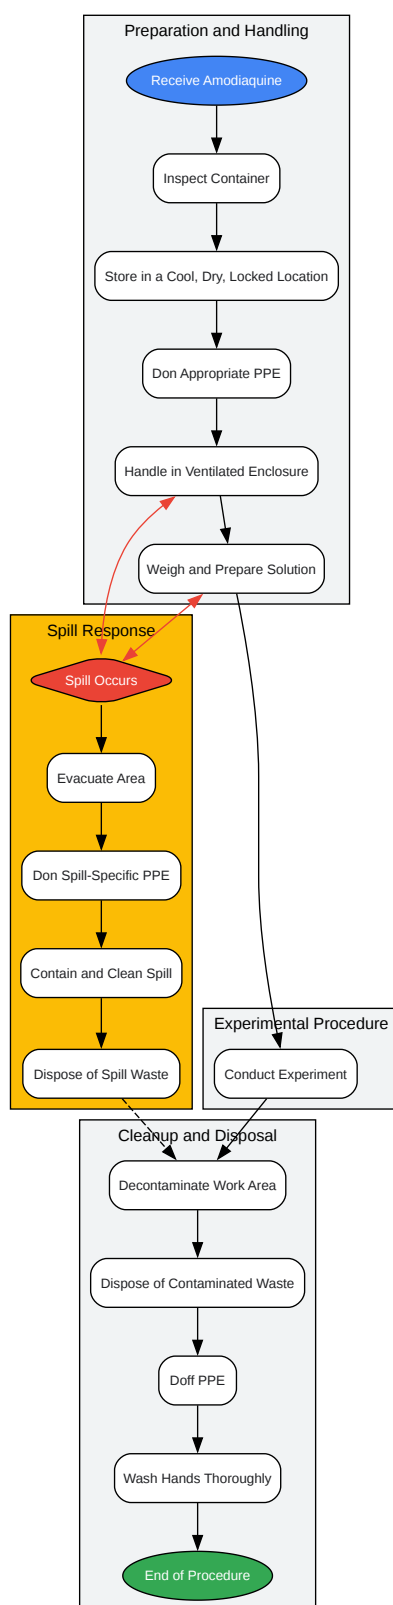 Preparation and Handling
Receive Amodiaquine
Inspect Container
Store in a Cool, Dry, Locked Location
Don Appropriate PPE
Handle in Ventilated Enclosure
Weigh and Prepare Solution
Spill Response
Spill Occurs
Evacuate Area
Don Spill-Specific PPE
Contain and Clean Spill
Dispose of Spill Waste
Experimental Procedure
Conduct Experiment
Cleanup and Disposal
Decontaminate Work Area
Dispose of Contaminated Waste
Doff PPE
Wash Hands Thoroughly
End of Procedure